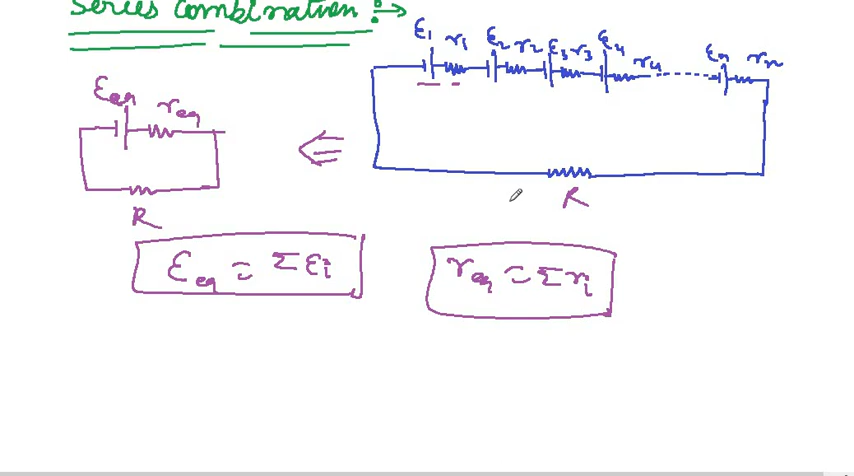 Series Combination :→
ε1 r1 ε2 r2 ε3 r3 ε4 r4 εn rn
εeq req
R
R
εeq = Σεi
req = Σri